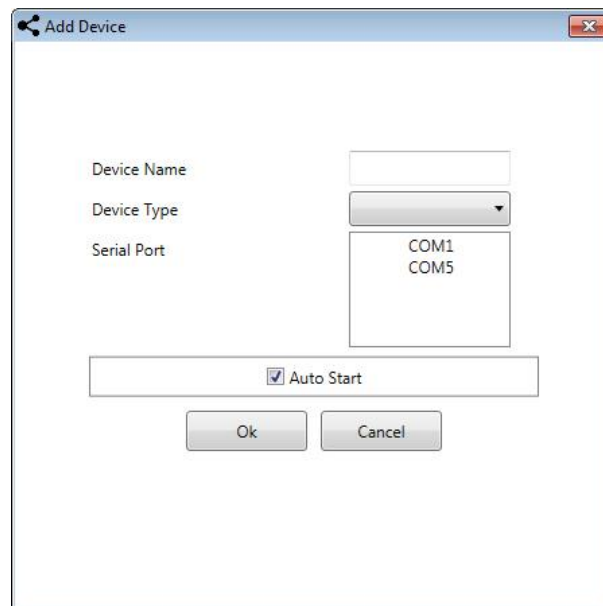 Add Device
Device Name
Device Type
Serial Port
COM1
COM5
Auto Start
Ok
Cancel